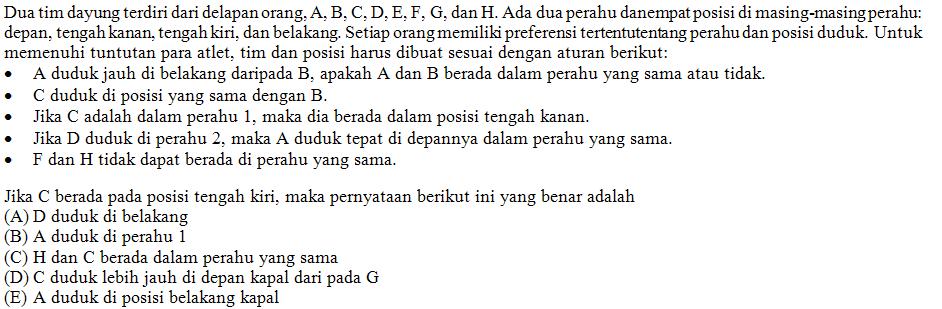 Dua tim dayung terdiri dari delapan orang, A, B, C, D, E, F, G, dan H. Ada dua perahu danempat posisi di masing-masing perahu:
depan, tengah kanan, tengah kiri, dan belakang. Setiap orang memiliki preferensi tertentutentang perahu dan posisi duduk. Untuk
memenuhi tuntutan para atlet, tim dan posisi harus dibuat sesuai dengan aturan berikut:
• A duduk jauh di belakang daripada B, apakah A dan B berada dalam perahu yang sama atau tidak.
• C duduk di posisi yang sama dengan B.
• Jika C adalah dalam perahu 1, maka dia berada dalam posisi tengah kanan.
• Jika D duduk di perahu 2, maka A duduk tepat di depannya dalam perahu yang sama.
• F dan H tidak dapat berada di perahu yang sama.
Jika C berada pada posisi tengah kiri, maka pernyataan berikut ini yang benar adalah
(A) D duduk di belakang
(B) A duduk di perahu 1
(C) H dan C berada dalam perahu yang sama
(D) C duduk lebih jauh di depan kapal dari pada G
(E) A duduk di posisi belakang kapal